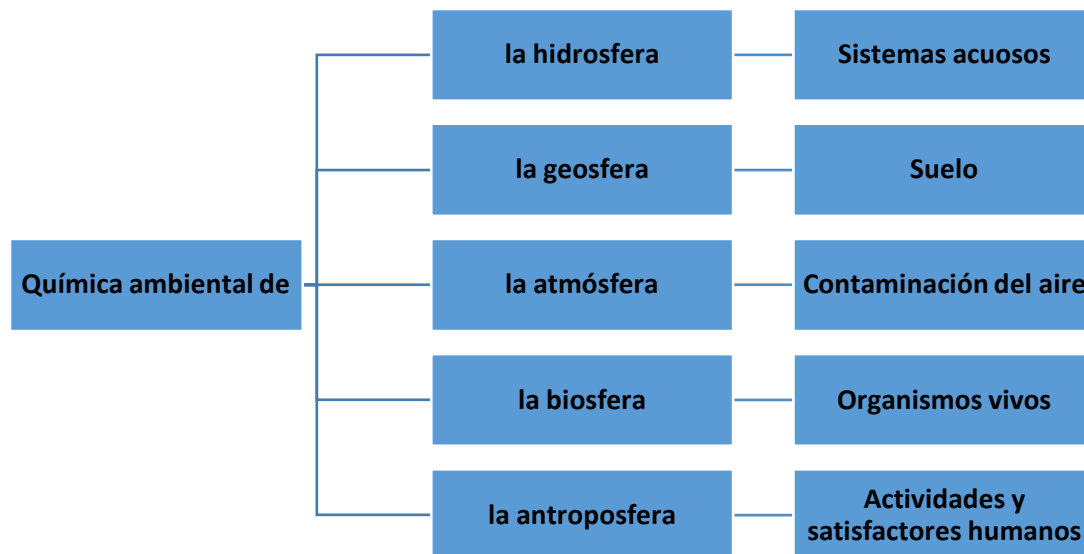 la hidrosfera
Sistemas acuosos
la geosfera
Suelo
Química ambiental de
la atmósfera
Contaminación del aire
la biosfera
Organismos vivos
la antroposfera
Actividades y
satisfactores humanos